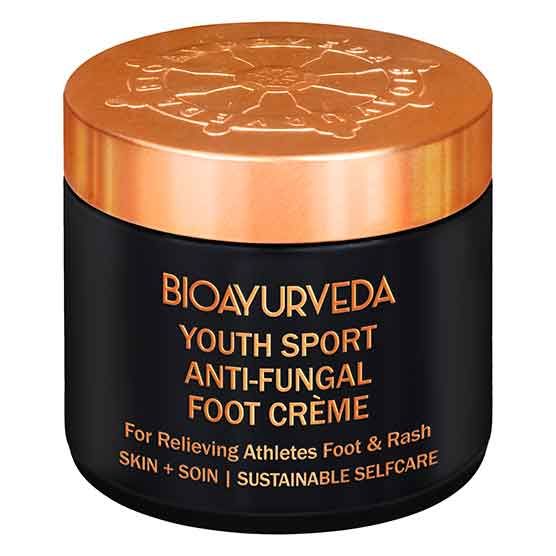 BIOAYURVEDA
YOUTH SPORT
ANTI-FUNGAL
FOOT CRÈME
For Relieving Athletes Foot & Rash
SKIN + SOIN | SUSTAINABLE SELFCARE